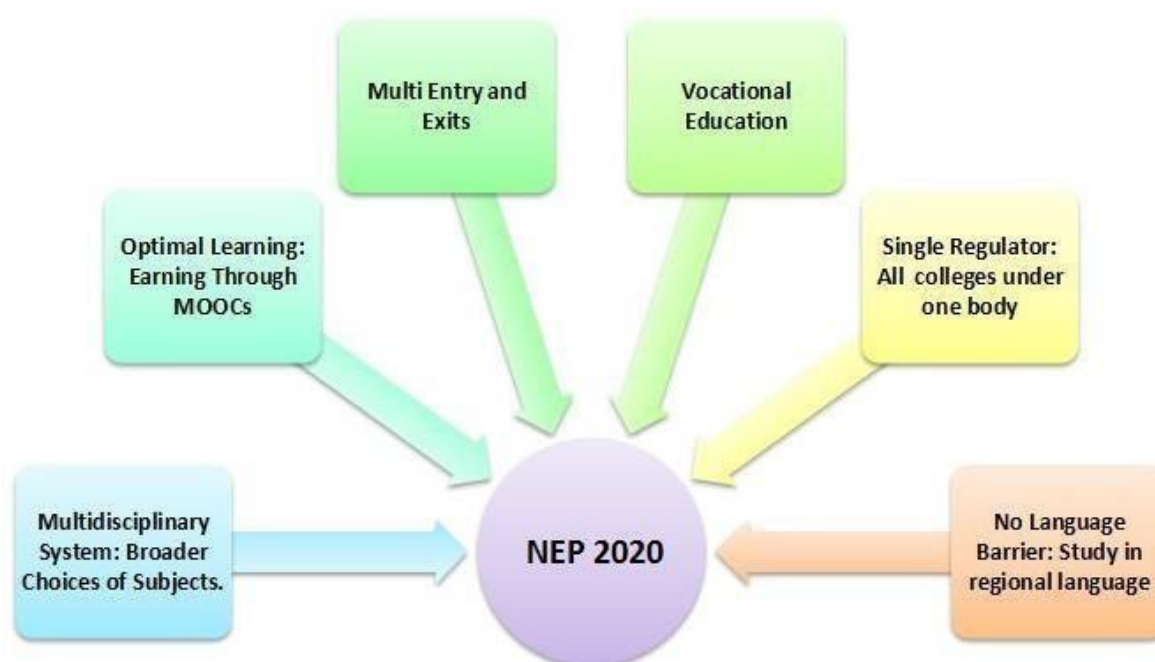 Multi Entry and
Exits
Vocational
Education
Optimal Learning:
Earning Through
MOOCs
Single Regulator:
All colleges under
one body
Multidisciplinary
System: Broader
Choices of Subjects.
NEP 2020
No Language
Barrier: Study in
regional language